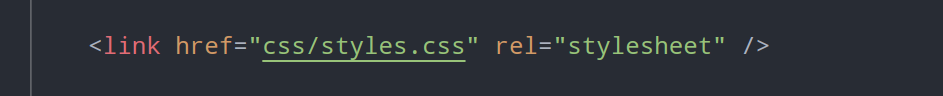 <link href="css/styles.css" rel="stylesheet" />